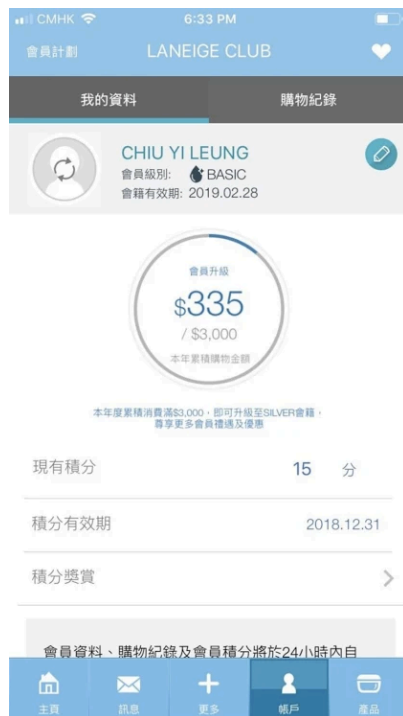 CMHK 6:33 PM
會員計劃 LANEIGE CLUB
我的資料 購物紀錄
CHIU YI LEUNG
會員級別: BASIC
會籍有效期: 2019.02.28
會員升級
$335
/ $3,000
本年累積購物金額
本年度累積消費滿$3,000，即可升級至SILVER會籍，
尊享更多會員禮遇及優惠
現有積分 15 分
積分有效期 2018.12.31
積分獎賞
會員資料、購物紀錄及會員積分將於24小時內自
主頁 訊息 更多 帳戶 產品